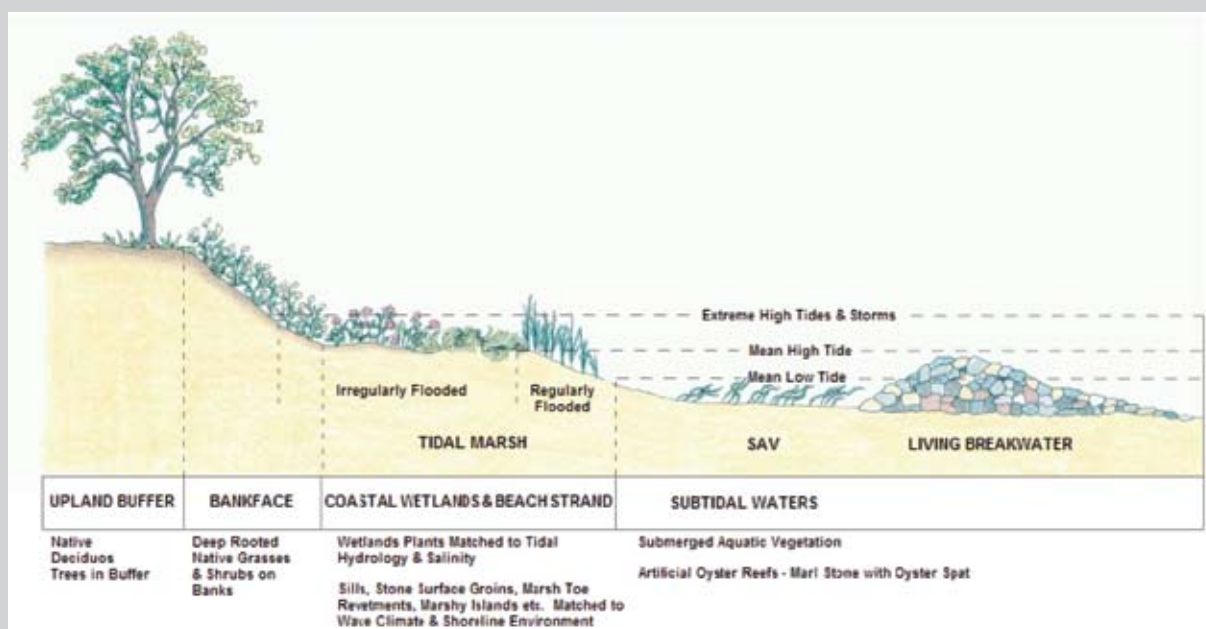 Extreme High Tides & Storms
Mean High Tide
Mean Low Tide
Irregularly Flooded
Regularly
Flooded
TIDAL MARSH
SAV
LIVING BREAKWATER
UPLAND BUFFER
BANKFACE
COASTAL WETLANDS & BEACH STRAND
SUBTIDAL WATERS
Native
Deciduos
Trees in Buffer
Deep Rooted
Native Grasses
& Shrubs on
Banks
Wetlands Plants Matched to Tidal
Hydrology & Salinity
Sills, Stone Surface Groins, Marsh Toe
Revetments, Marshy Islands etc. Matched to
Wave Climate & Shoreline Environment
Submerged Aquatic Vegetation
Artificial Oyster Reefs - Marl Stone with Oyster Spat